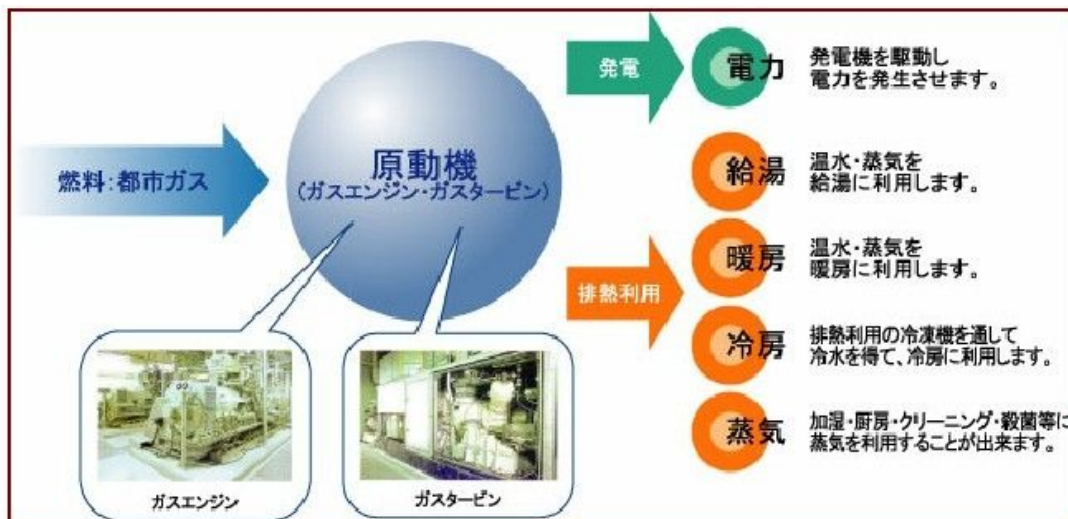 燃料:都市ガス
原動機
(ガスエンジン・ガスタービン)
ガスエンジン
ガスタービン
発電
排熱利用
電力
発電機を駆動し
電力を発生させます。
給湯
温水・蒸気を
給湯に利用します。
暖房
温水・蒸気を
暖房に利用します。
冷房
排熱利用の冷凍機を通して
冷水を得て、冷房に利用します。
蒸気
加湿・厨房・クリーニング・殺菌等に
蒸気を利用することが出来ます。